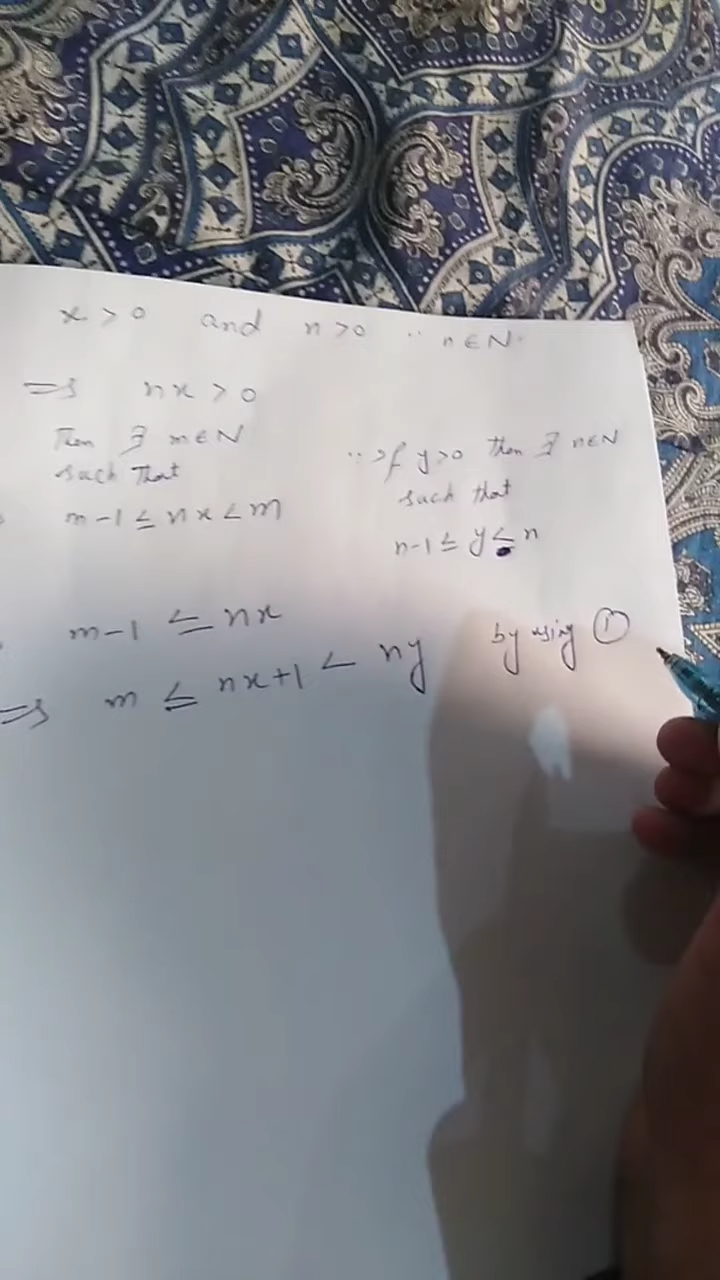 x > 0 and n > 0 ∵ n ∈ N.
⇒ nx > 0
Then ∃ m ∈ N
such that
m-1 ≤ nx < m
∵ If y>0 then ∃ n∈N
such that
n-1 ≤ y ≤ n
m-1 ≤ nx
⇒ m ≤ nx+1 < ny by using ①